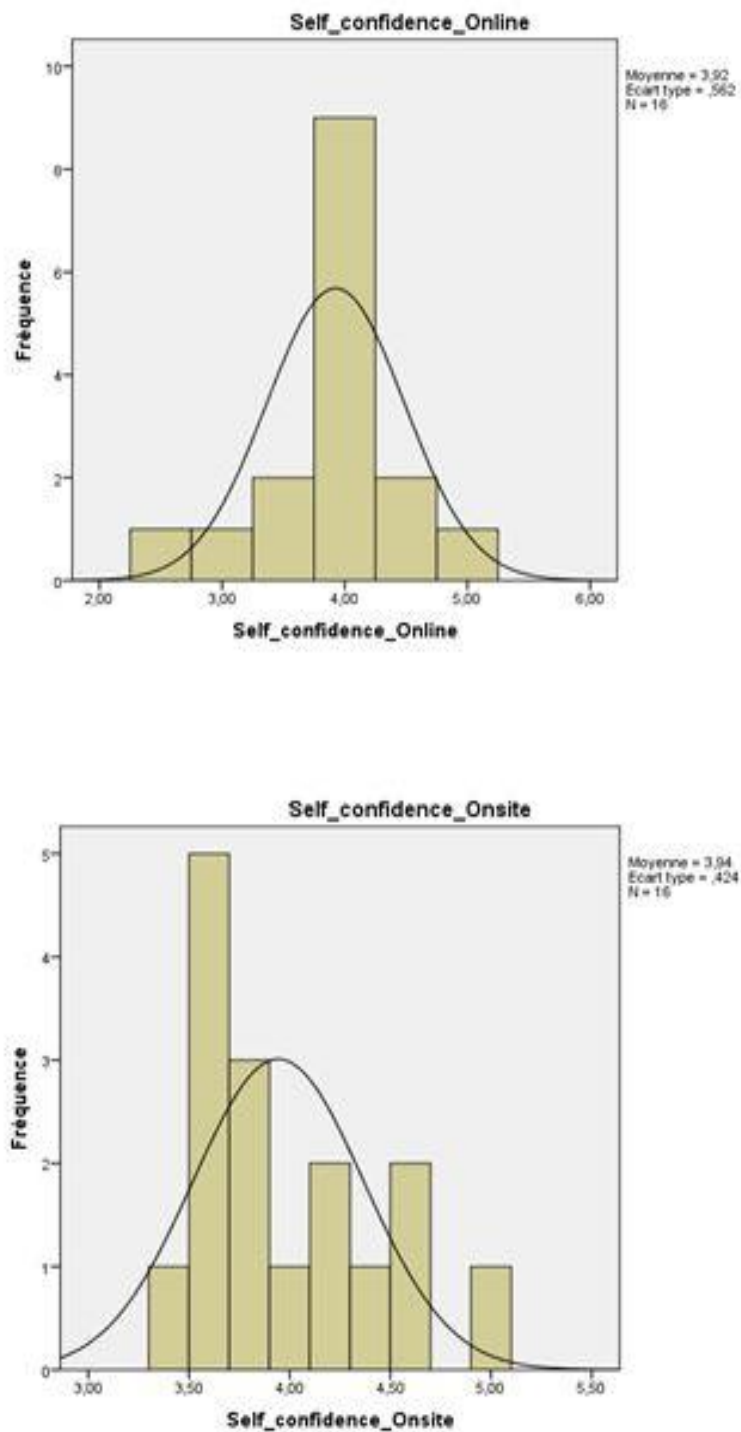 Self_confidence_Online
Moyenne = 3,92
Ecart type = ,562
N = 16
10
8
6
4
2
0
Fréquence
2,00 3,00 4,00 5,00 6,00
Self_confidence_Online
Self_confidence_Onsite
Moyenne = 3,94
Ecart type = ,424
N = 16
5
4
3
2
1
0
Fréquence
3,00 3,50 4,00 4,50 5,00 5,50
Self_confidence_Onsite